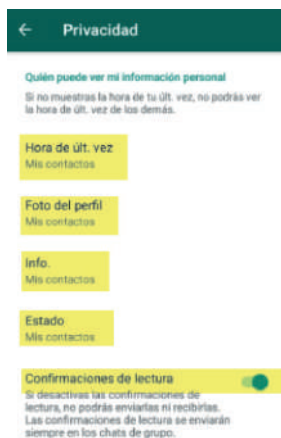 Privacidad
Quién puede ver mi información personal
Si no muestras la hora de tu últ. vez, no podrás ver
la hora de últ. vez de los demás.
Hora de últ. vez
Mis contactos
Foto del perfil
Mis contactos
Info.
Mis contactos
Estado
Mis contactos
Confirmaciones de lectura
Si desactivas las confirmaciones de
lectura, no podrás enviarlas ni recibirlas.
Las confirmaciones de lectura se enviarán
siempre en los chats de grupo.